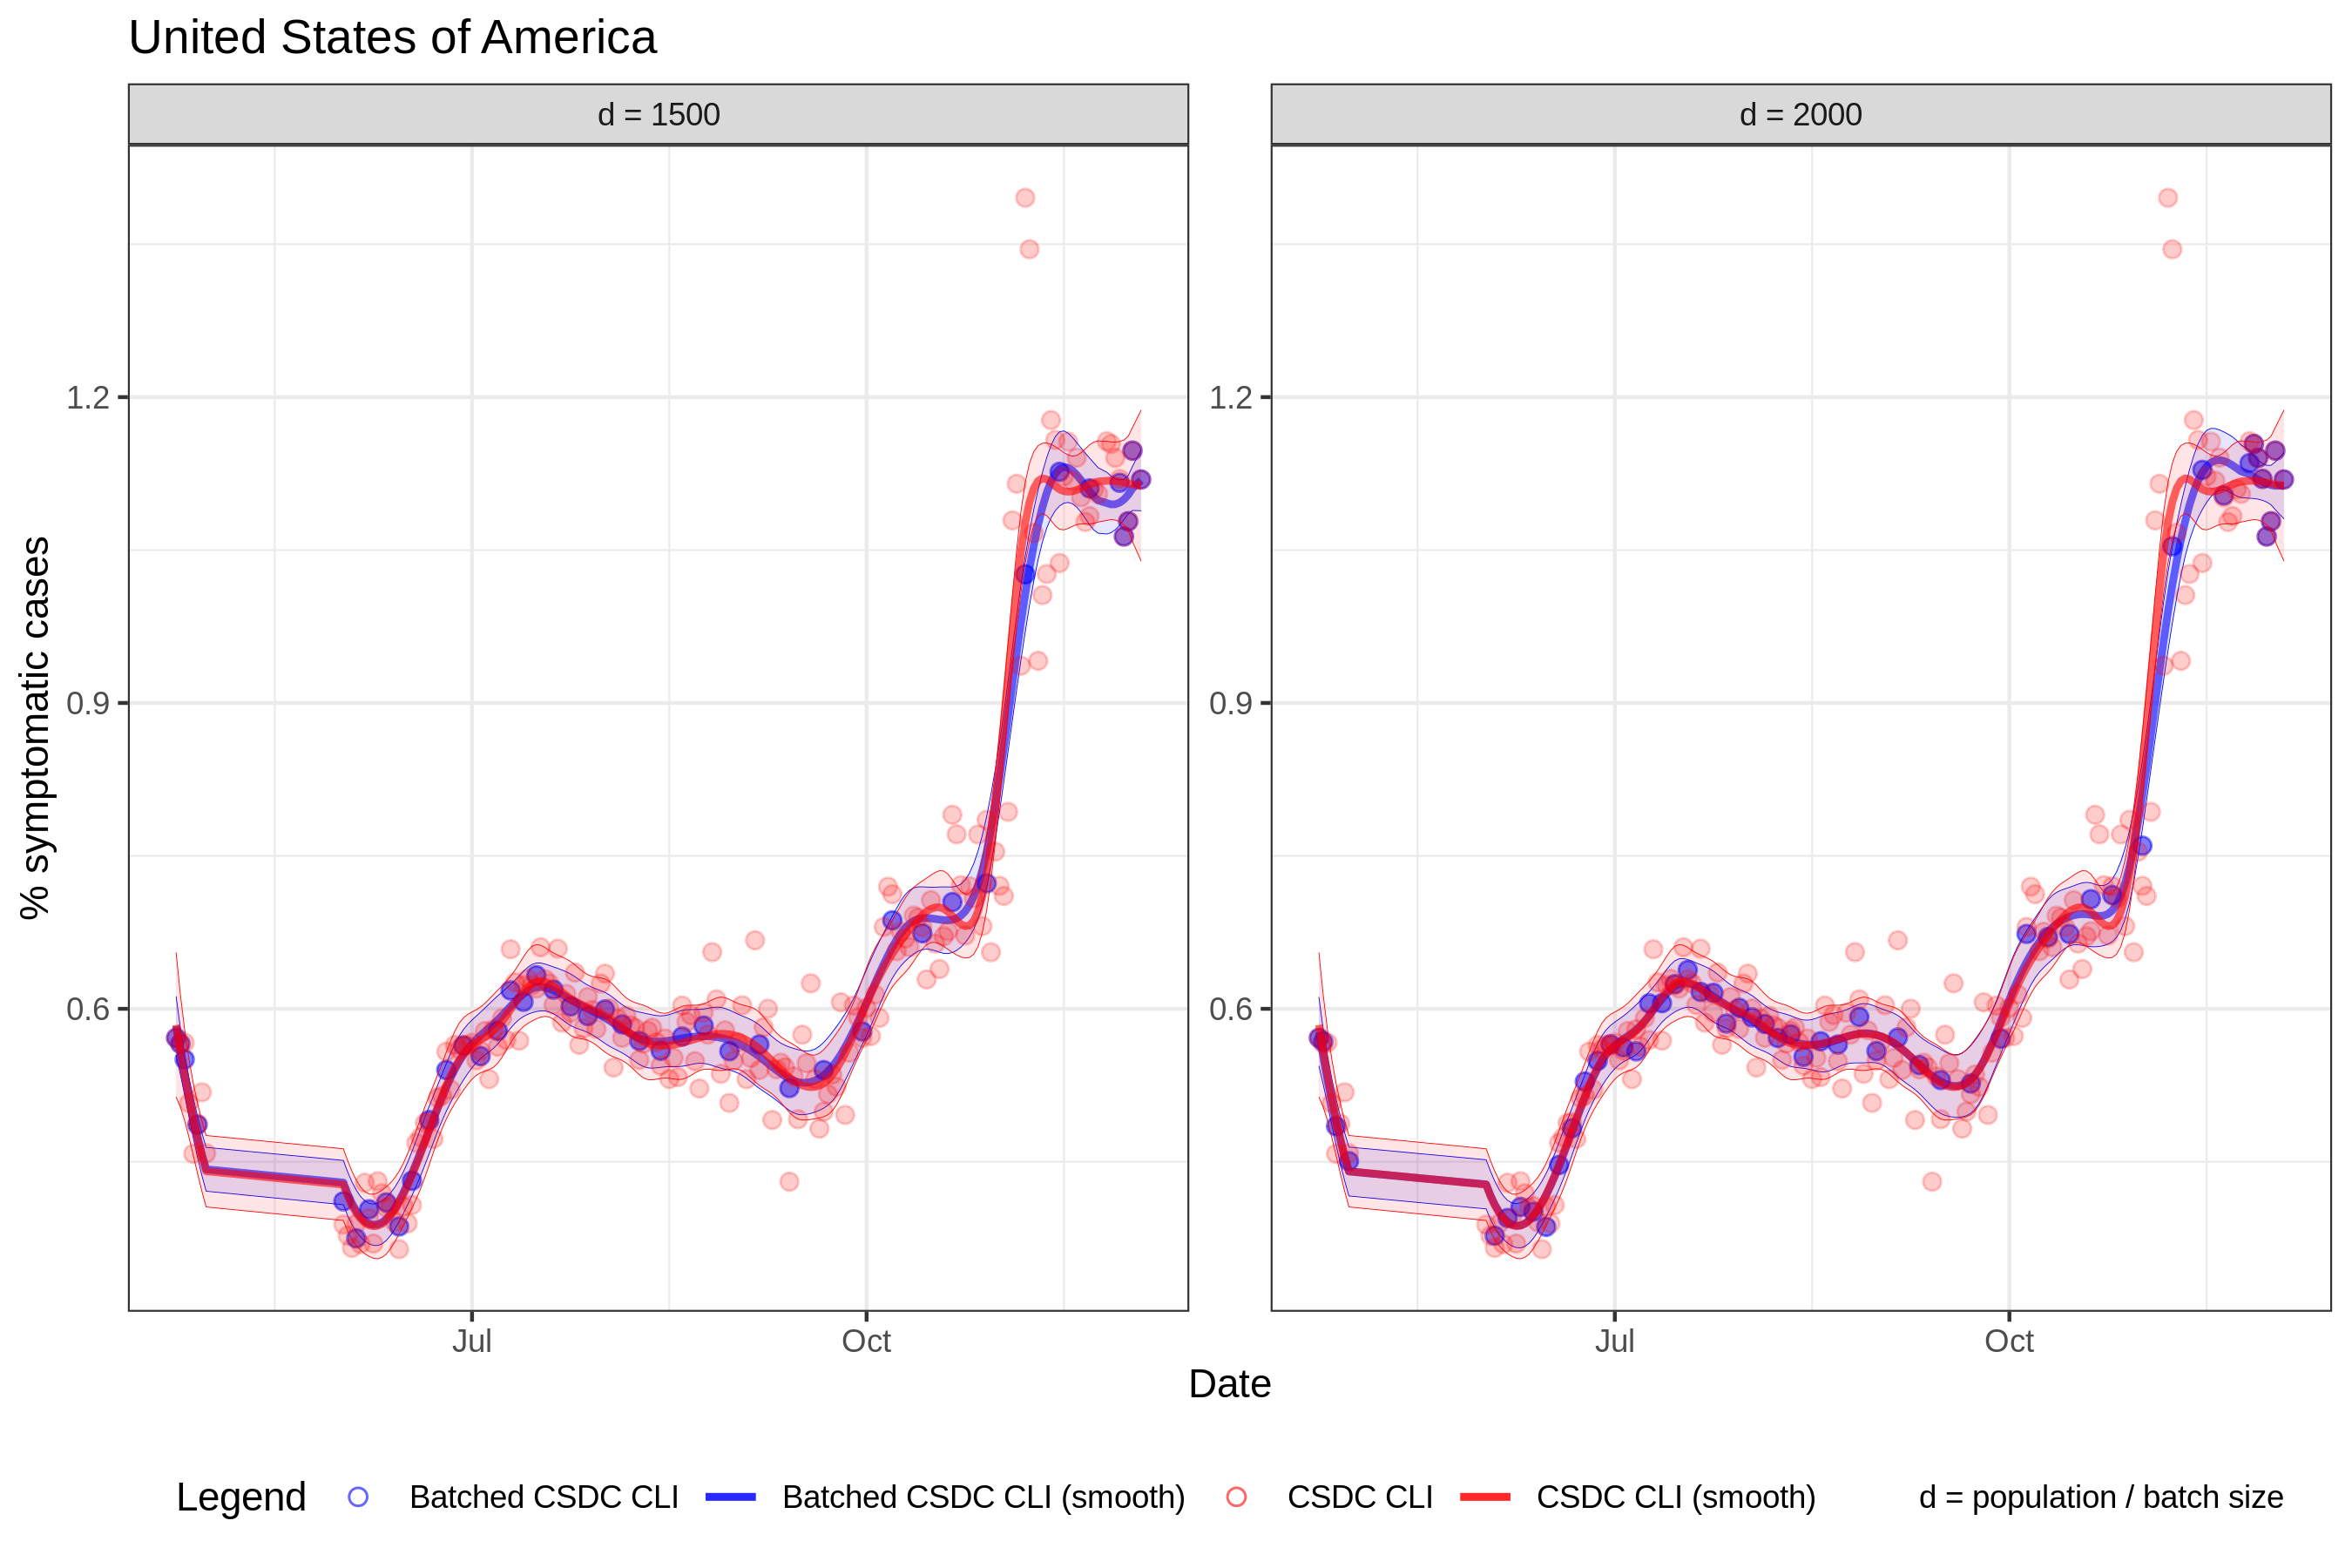 United States of America
d = 1500
d = 2000
% symptomatic cases
1.2
0.9
0.6
1.2
0.9
0.6
Jul
Oct
Jul
Oct
Date
Legend
Batched CSDC CLI
Batched CSDC CLI (smooth)
CSDC CLI
CSDC CLI (smooth)
d = population / batch size